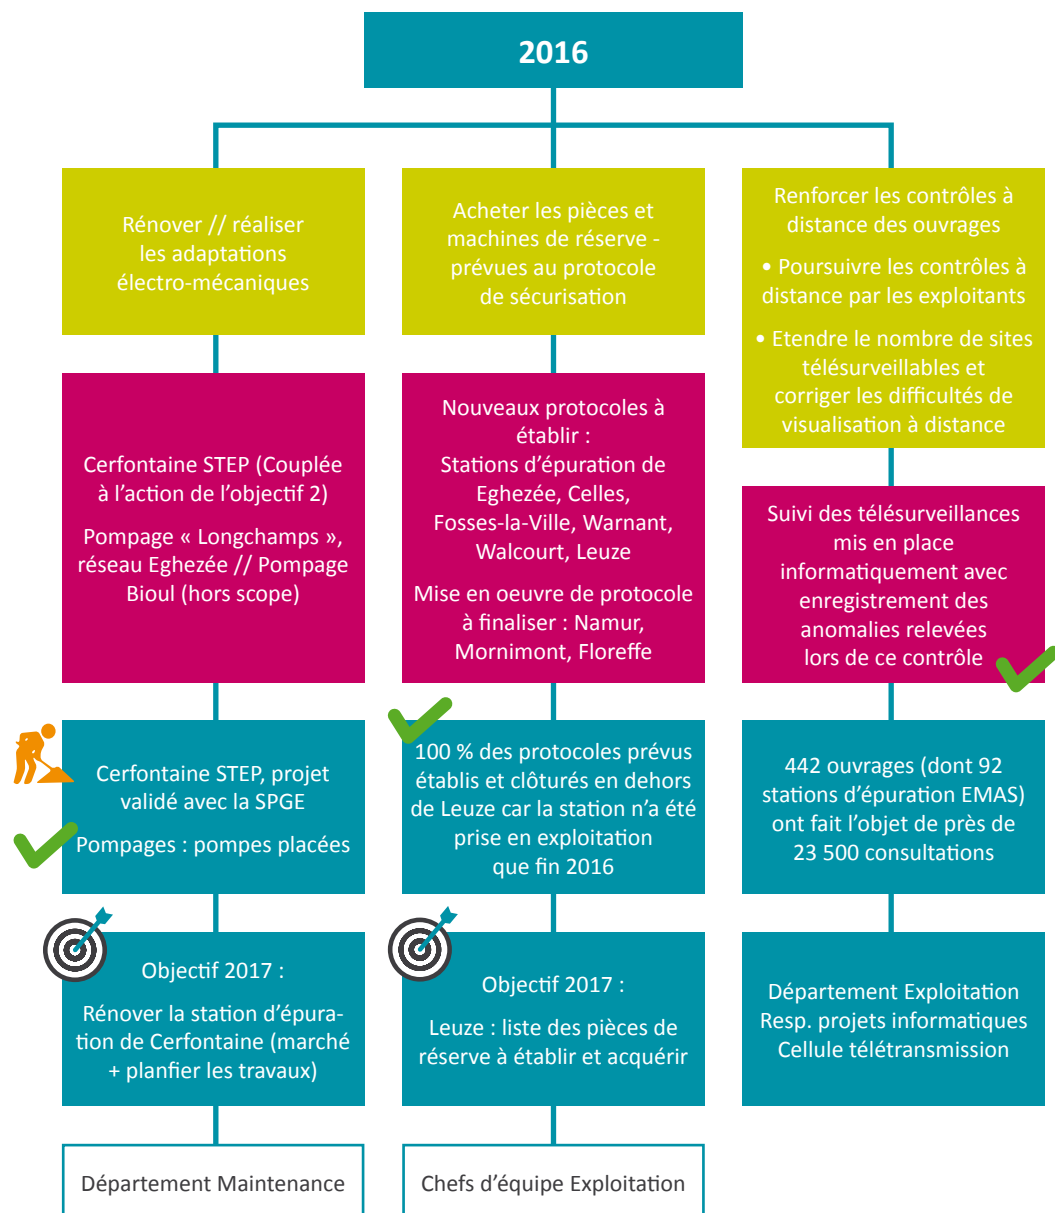 2016
Rénover // réaliser
les adaptations
électro-mécaniques
Cerfontaine STEP (Couplée
à l’action de l’objectif 2)
Pompage « Longchamps »,
réseau Eghezée // Pompage
Bioul (hors scope)
Cerfontaine STEP, projet
validé avec la SPGE
Pompages : pompes placées
Objectif 2017 :
Rénover la station d’épura-
tion de Cerfontaine (marché
+ planfier les travaux)
Département Maintenance
Acheter les pièces et
machines de réserve -
prévues au protocole
de sécurisation
Nouveaux protocoles à
établir :
Stations d’épuration de
Eghezée, Celles,
Fosses-la-Ville, Warnant,
Walcourt, Leuze
Mise en oeuvre de protocole
à finaliser : Namur,
Mornimont, Floreffe
100 % des protocoles prévus
établis et clôturés en dehors
de Leuze car la station n’a été
prise en exploitation
que fin 2016
Objectif 2017 :
Leuze : liste des pièces de
réserve à établir et acquérir
Chefs d’équipe Exploitation
Renforcer les contrôles à
distance des ouvrages
• Poursuivre les contrôles à
distance par les exploitants
• Etendre le nombre de sites
télésurveillables et
corriger les difficultés de
visualisation à distance
Suivi des télésurveillances
mis en place
informatiquement avec
enregistrement des
anomalies relevées
lors de ce contrôle
442 ouvrages (dont 92
stations d’épuration EMAS)
ont fait l’objet de près de
23 500 consultations
Département Exploitation
Resp. projets informatiques
Cellule télétransmission